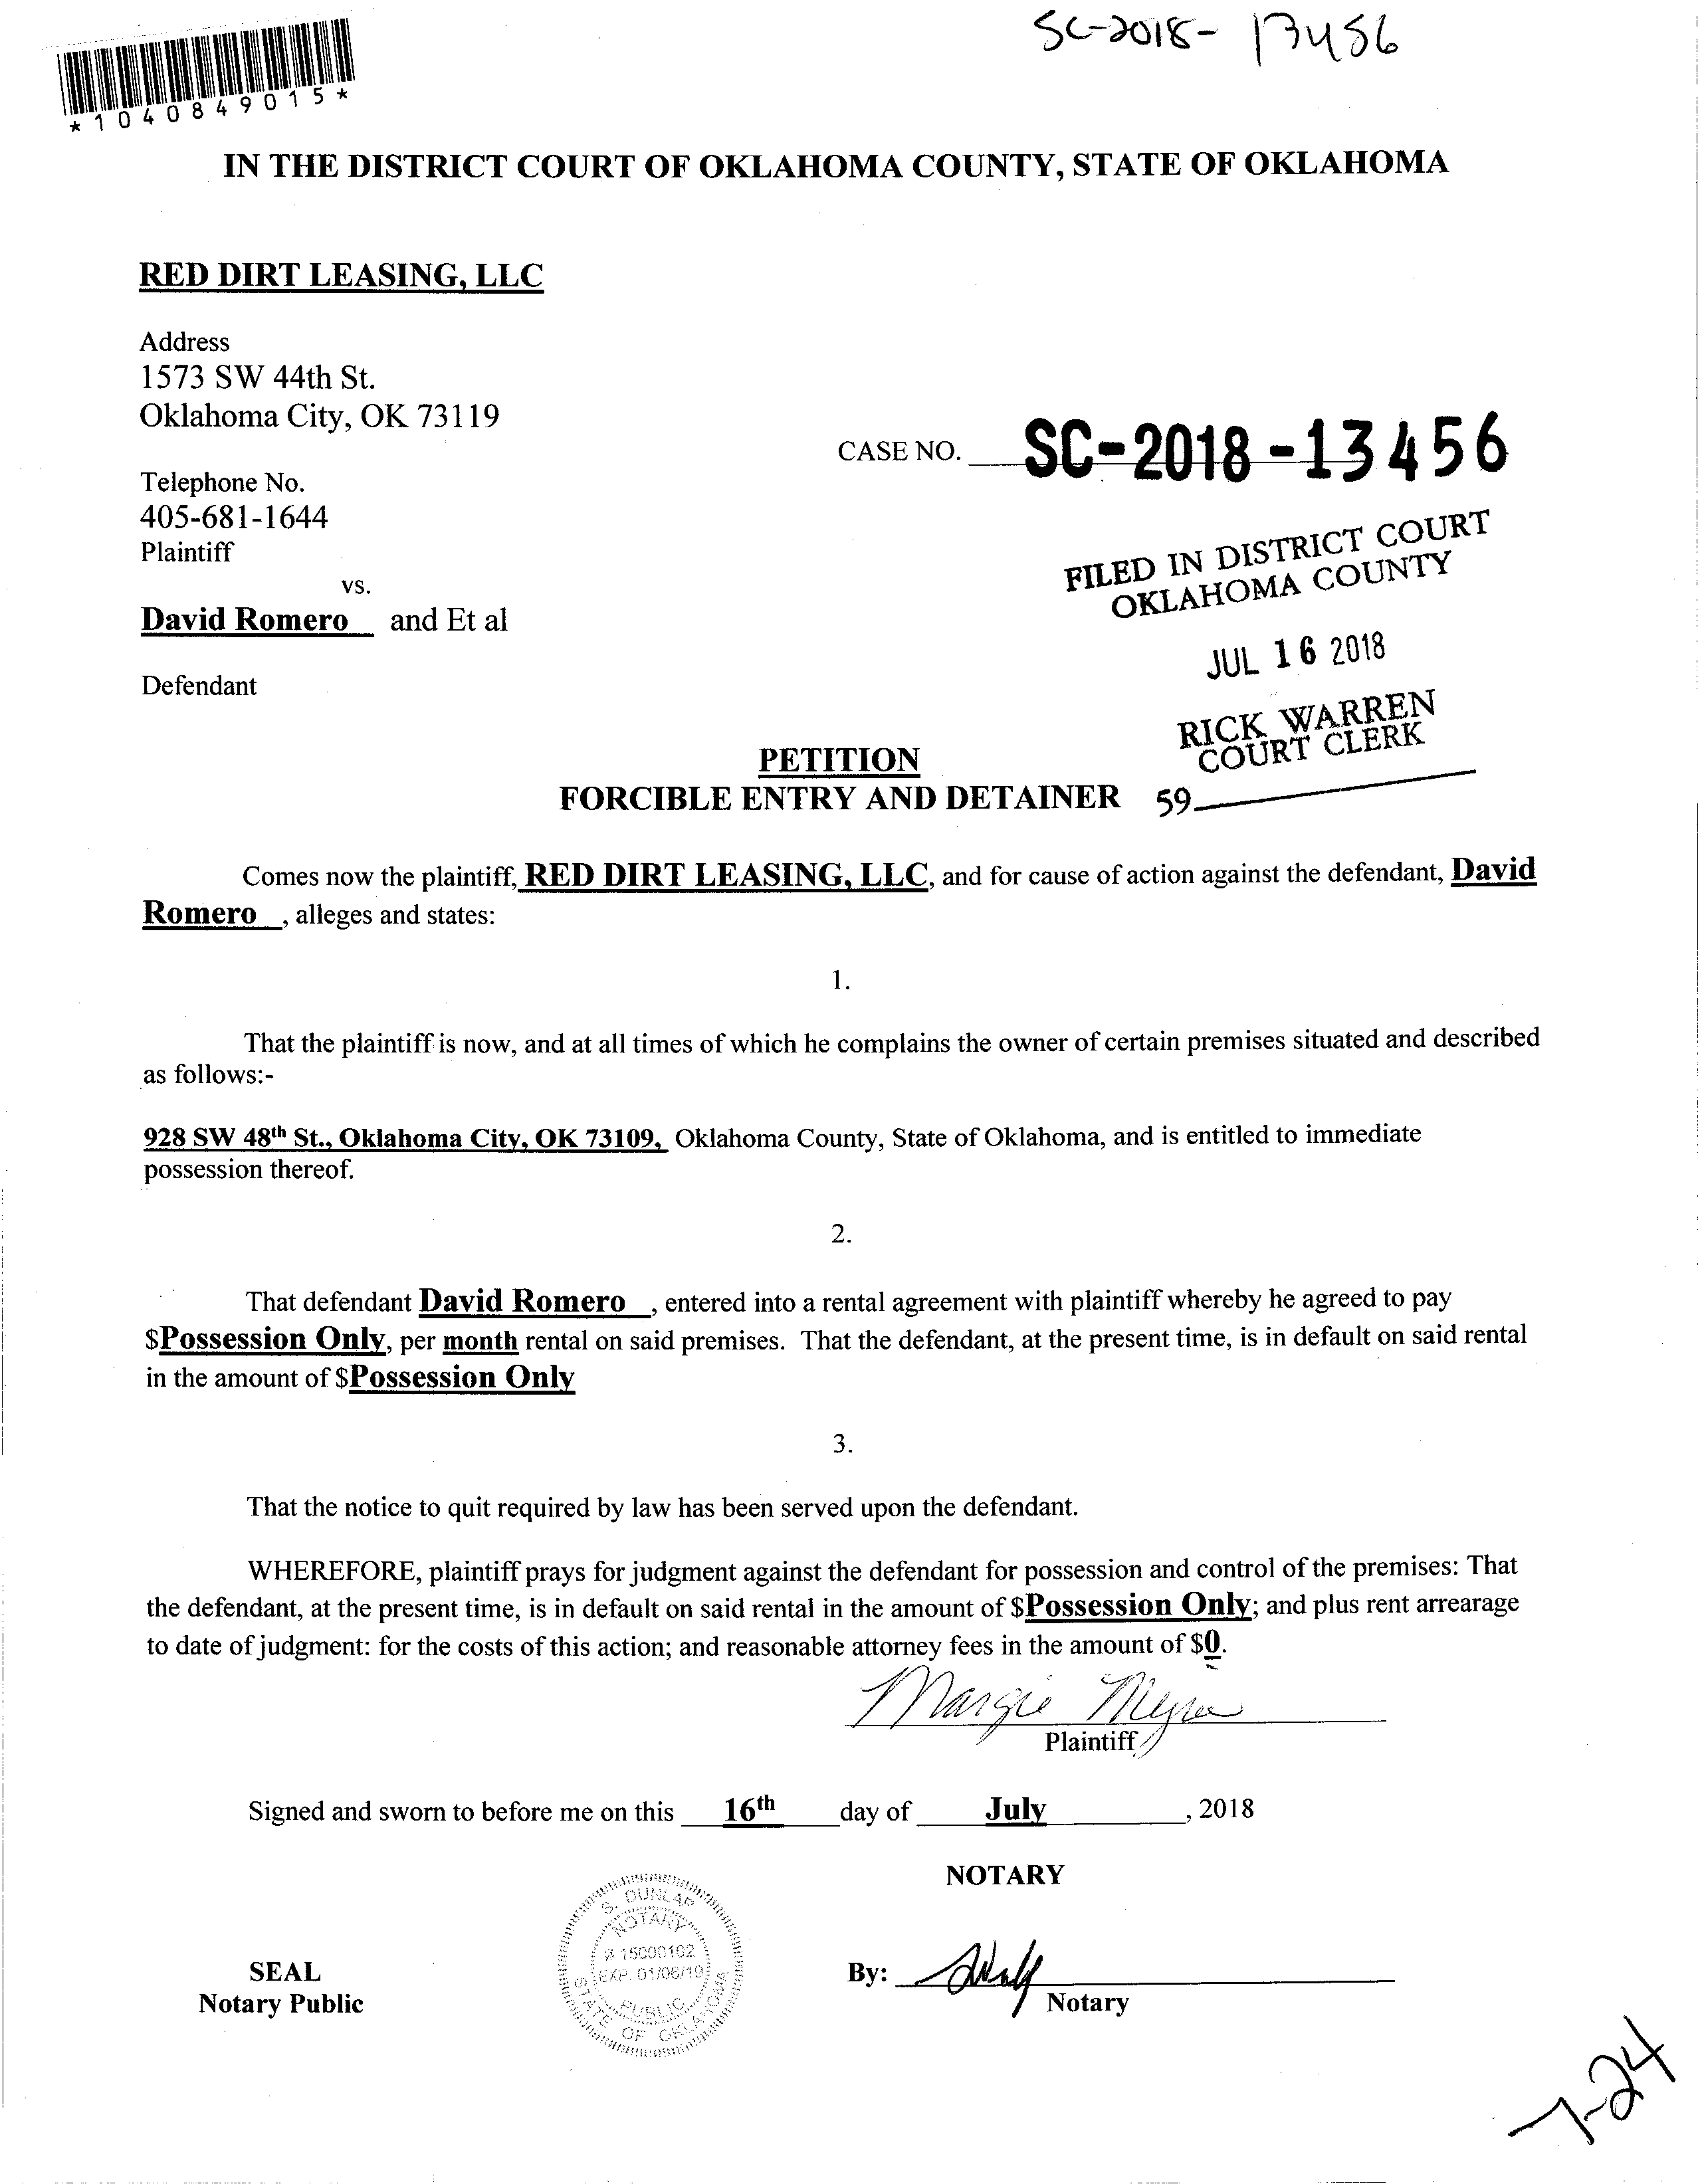 SC-2018- 13456
*1040849015*
IN THE DISTRICT COURT OF OKLAHOMA COUNTY, STATE OF OKLAHOMA
RED DIRT LEASING, LLC
Address
1573 SW 44th St.
Oklahoma City, OK 73119
CASE NO. SC-2018-13456
Telephone No.
405-681-1644
Plaintiff
vs.
David Romero and Et al
Defendant
FILED IN DISTRICT COURT
OKLAHOMA COUNTY
JUL 16 2018
RICK WARREN
COURT CLERK
59
PETITION
FORCIBLE ENTRY AND DETAINER
Comes now the plaintiff, RED DIRT LEASING, LLC, and for cause of action against the defendant, David
Romero , alleges and states:
1.
That the plaintiff is now, and at all times of which he complains the owner of certain premises situated and described
as follows:-
928 SW 48th St., Oklahoma City, OK 73109, Oklahoma County, State of Oklahoma, and is entitled to immediate
possession thereof.
2.
That defendant David Romero , entered into a rental agreement with plaintiff whereby he agreed to pay
$Possession Only, per month rental on said premises. That the defendant, at the present time, is in default on said rental
in the amount of $Possession Only
3.
That the notice to quit required by law has been served upon the defendant.
WHEREFORE, plaintiff prays for judgment against the defendant for possession and control of the premises: That
the defendant, at the present time, is in default on said rental in the amount of $Possession Only; and plus rent arrearage
to date of judgment: for the costs of this action; and reasonable attorney fees in the amount of $0.
Margie
Plaintiff
Signed and sworn to before me on this 16th day of July , 2018
NOTARY
S. DUNLAP
NOTARY
# 15000102
EXP. 01/06/19
PUBLIC
STATE OF OKLAHOMA
SEAL
Notary Public
By:
Notary
7-24